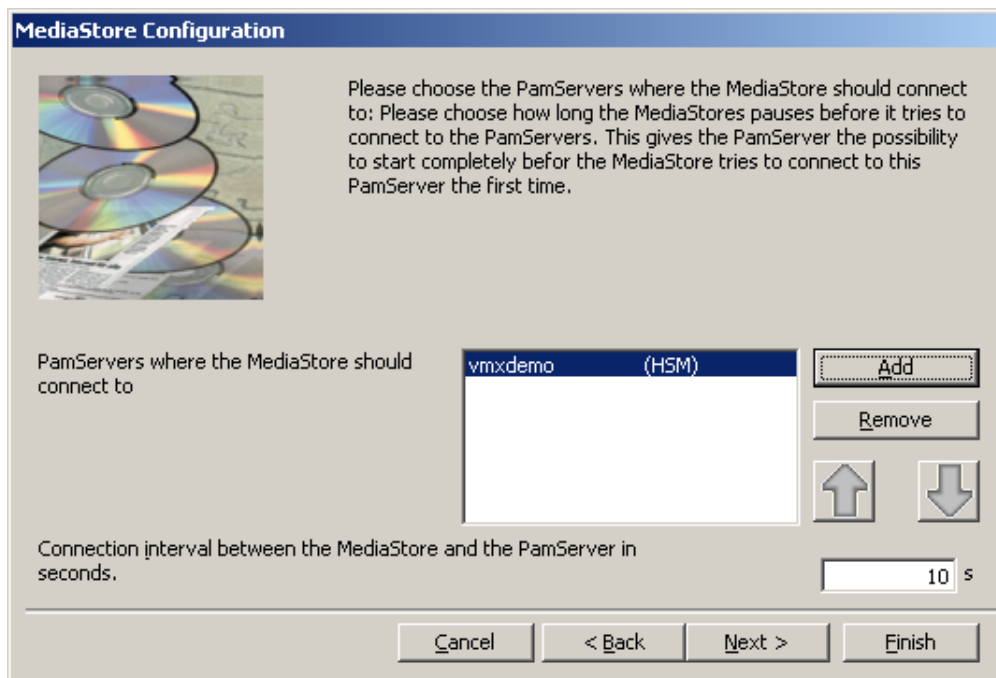 MediaStore Configuration
Please choose the PamServers where the MediaStore should connect
to: Please choose how long the MediaStores pauses before it tries to
connect to the PamServers. This gives the PamServer the possibility
to start completely befor the MediaStore tries to connect to this
PamServer the first time.
PamServers where the MediaStore should
connect to
vmxdemo (HSM)
Add
Remove
Connection interval between the MediaStore and the PamServer in
seconds.
10 s
Cancel
< Back
Next >
Finish